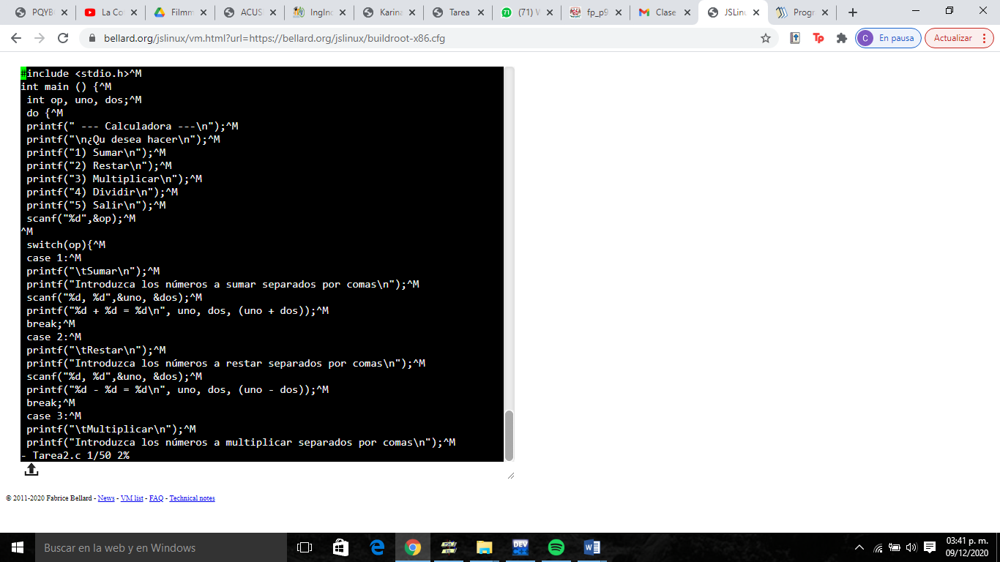 PQYB
La Co
Filmm
ACUS
IngInc
Karina
Tarea
(71) V
fp_p9
Clase
JSLinu
Progr
bellard.org/jslinux/vm.html?url=https://bellard.org/jslinux/buildroot-x86.cfg
Tp
C En pausa
Actualizar
#include <stdio.h>^M
int main () {^M
int op, uno, dos;^M
do {^M
printf(" --- Calculadora ---\n");^M
printf("\n¿Qu desea hacer\n");^M
printf("1) Sumar\n");^M
printf("2) Restar\n");^M
printf("3) Multiplicar\n");^M
printf("4) Dividir\n");^M
printf("5) Salir\n");^M
scanf("%d",&op);^M
^M
switch(op){^M
case 1:^M
printf("\tSumar\n");^M
printf("Introduzca los números a sumar separados por comas\n");^M
scanf("%d, %d",&uno, &dos);^M
printf("%d + %d = %d\n", uno, dos, (uno + dos));^M
break;^M
case 2:^M
printf("\tRestar\n");^M
printf("Introduzca los números a restar separados por comas\n");^M
scanf("%d, %d",&uno, &dos);^M
printf("%d - %d = %d\n", uno, dos, (uno - dos));^M
break;^M
case 3:^M
printf("\tMultiplicar\n");^M
printf("Introduzca los números a multiplicar separados por comas\n");^M
- Tarea2.c 1/50 2%
© 2011-2020 Fabrice Bellard - News - VM list - FAQ - Technical notes
Buscar en la web y en Windows
DEV
03:41 p. m.
09/12/2020